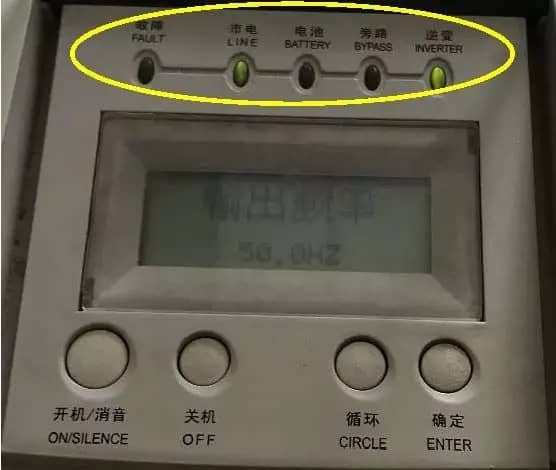 故障 市电 电池 旁路 逆变
FAULT LINE BATTERY BYPASS INVERTER
输出频率
50.0HZ
开机/消音 关机 循环 确定
ON/SILENCE OFF CIRCLE ENTER